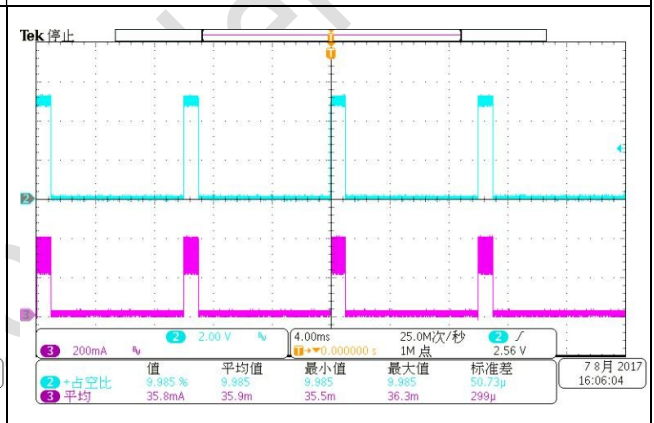 Tek 停止
T
T
2
3
2 2.00 V 4.00ms 25.0M次/秒 2
3 200mA T 0.000000 s 1M 点 2.56 V
值 平均值 最小值 最大值 标准差
2 +占空比 9.985 % 9.985 9.985 9.985 50.73µ
3 平均 35.8mA 35.9m 35.5m 36.3m 299µ
7 8月 2017
16:06:04